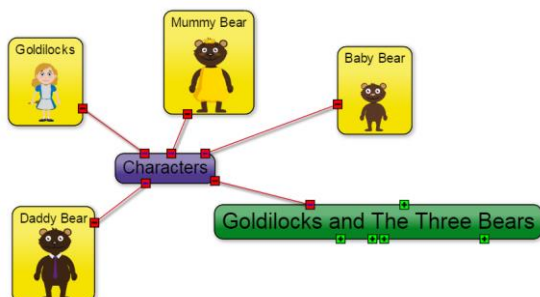 Mummy Bear
Goldilocks
Baby Bear
Characters
Daddy Bear
Goldilocks and The Three Bears